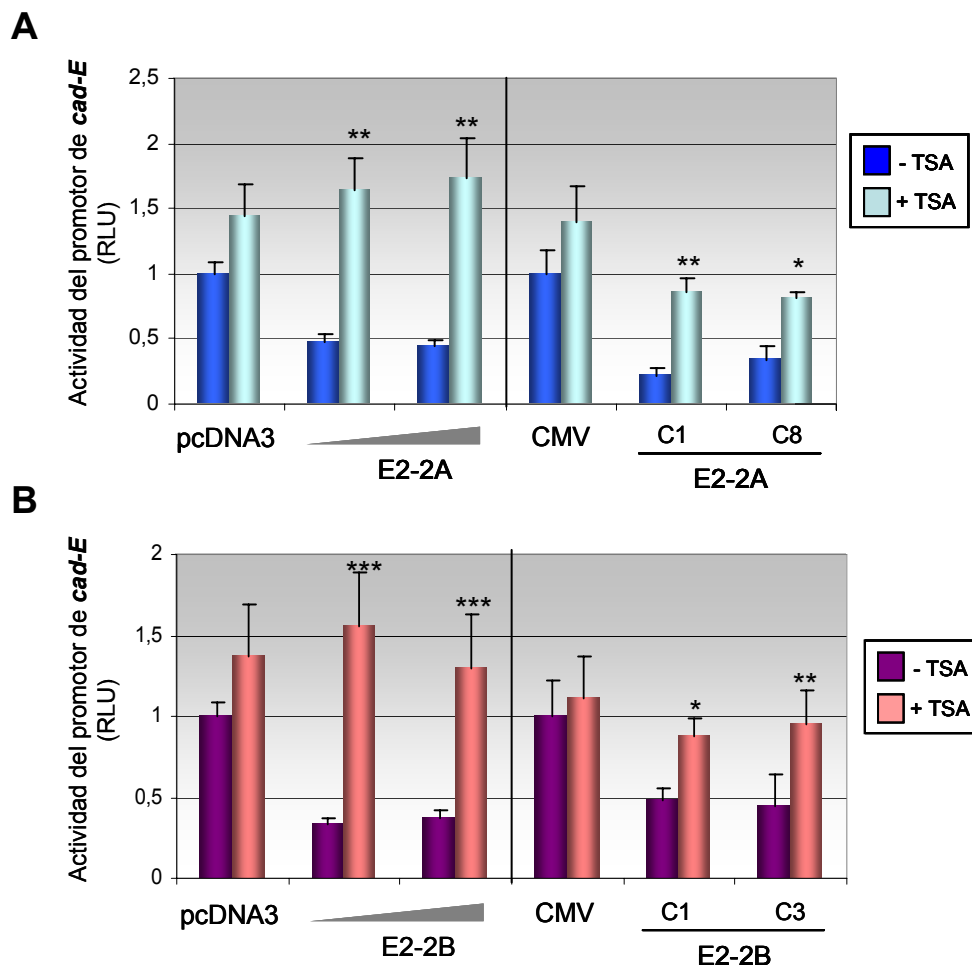 A
Actividad del promotor de cad-E
(RLU)
2,5
2
1,5
1
0,5
0
** ** ** *
- TSA
+ TSA
pcDNA3 CMV C1 C8
E2-2A E2-2A
B
Actividad del promotor de cad-E
(RLU)
2
1,5
1
0,5
0
*** *** * **
- TSA
+ TSA
pcDNA3 CMV C1 C3
E2-2B E2-2B